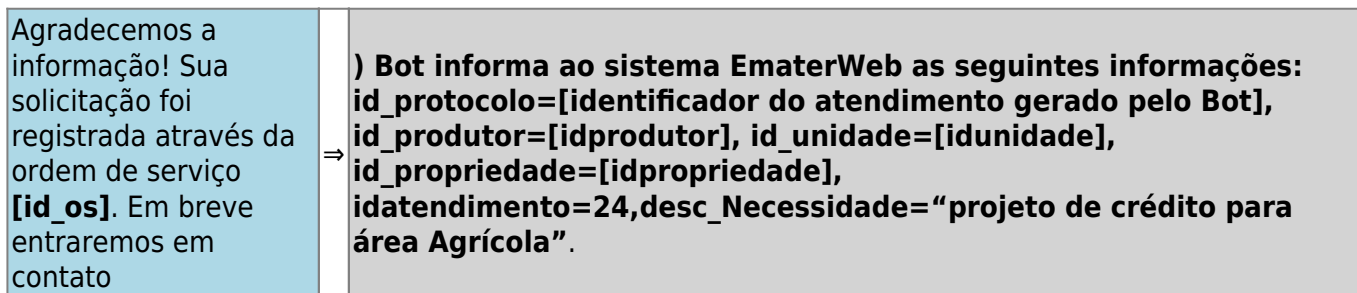 Agradecemos a
informação! Sua
solicitação foi
registrada através da
ordem de serviço
[id_os]. Em breve
entraremos em
contato
⇒
) Bot informa ao sistema EmaterWeb as seguintes informações:
id_protocolo=[identificador do atendimento gerado pelo Bot],
id_produtor=[idprodutor], id_unidade=[idunidade],
id_propriedade=[idpropriedade],
idatendimento=24,desc_Necessidade=“projeto de crédito para
área Agrícola”.